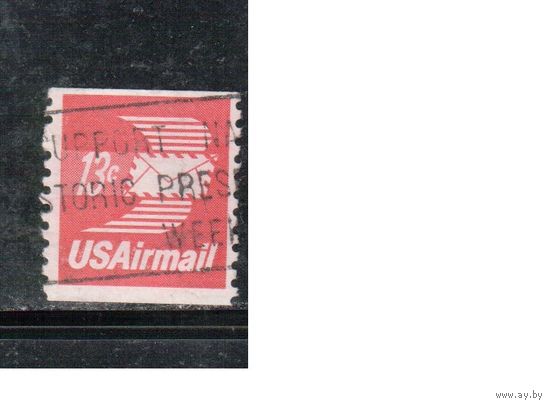 SUPPORT NA
13c
STORIC PRES
WEEK
USAirmail
www.ay.by